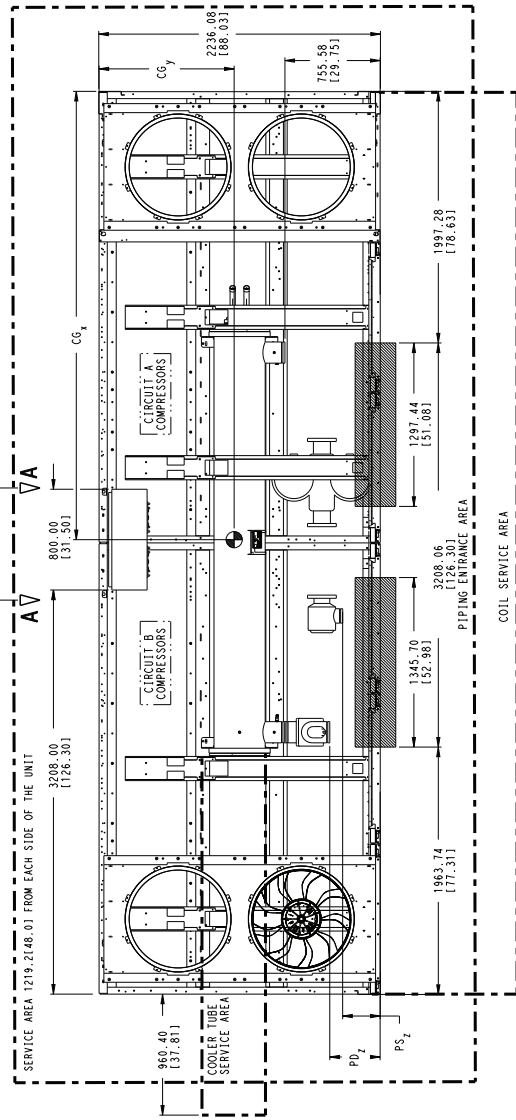 SERVICE AREA 1219.2[48.0] FROM EACH SIDE OF THE UNIT
A
A
3208.00
[126.30]
800.00
[31.50]
CG x
CG y
2236.08
[88.03]
755.58
[29.75]
CIRCUIT B
COMPRESSORS
CIRCUIT A
COMPRESSORS
960.40
[37.81]
COOLER TUBE
SERVICE AREA
PD z
PS z
1963.74
[77.31]
1345.70
[52.98]
3208.06
[126.30]
1297.44
[51.08]
1997.28
[78.63]
PIPING ENTRANCE AREA
COIL SERVICE AREA